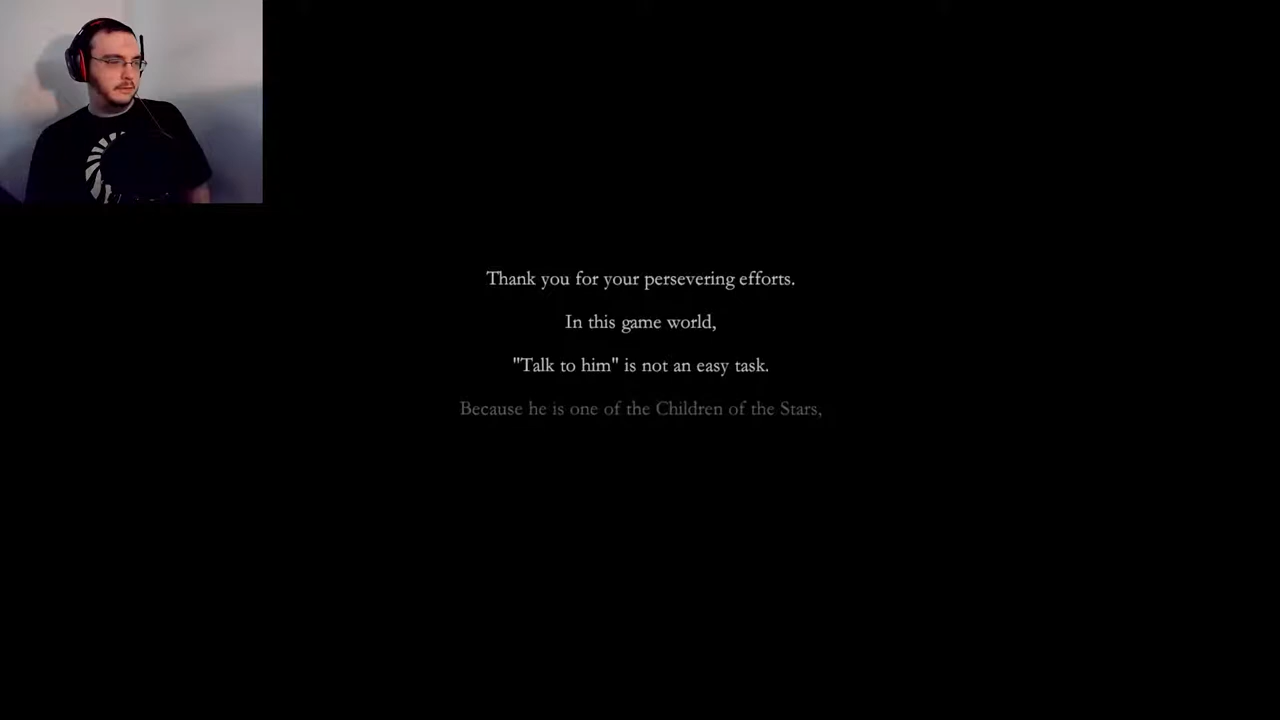 Thank you for your persevering efforts.
In this game world,
"Talk to him" is not an easy task.
Because he is one of the Children of the Stars,